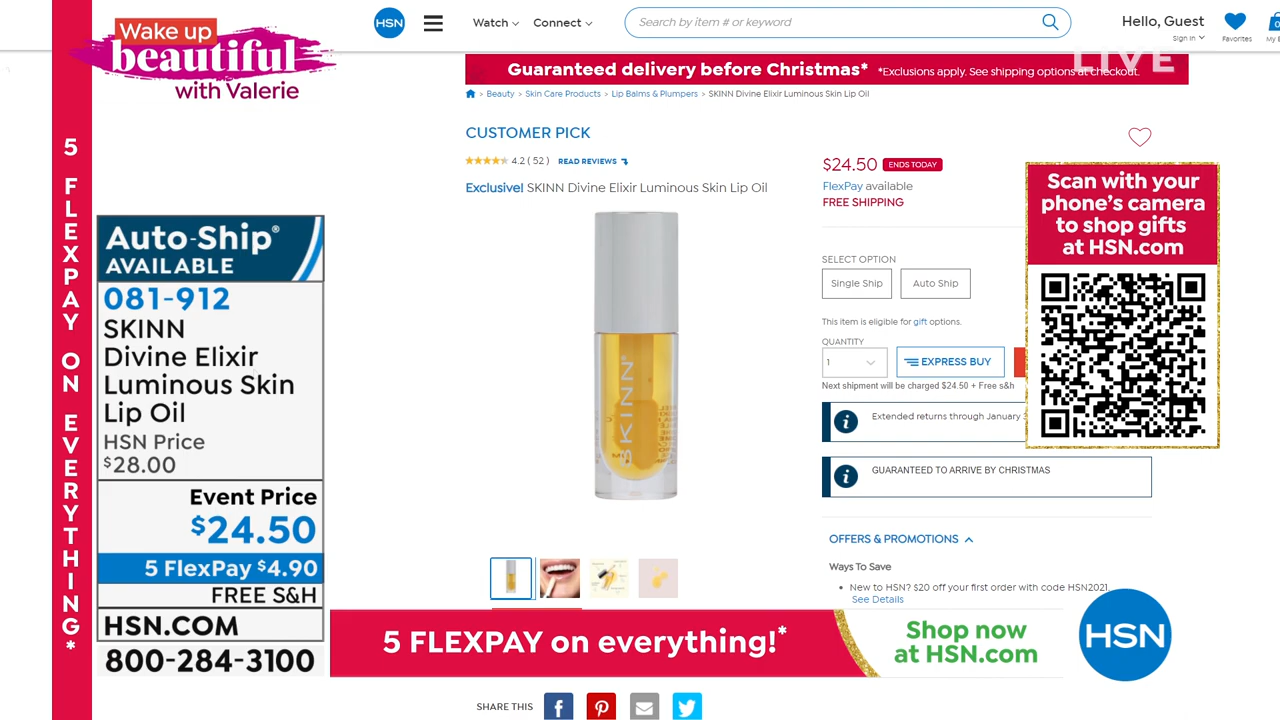 Wake up
beautiful
with Valerie
5 FLEXPAY ON EVERYTHING*
Auto-Ship®
AVAILABLE
081-912
SKINN
Divine Elixir
Luminous Skin
Lip Oil
HSN Price
$28.00
Event Price
$24.50
5 FlexPay $4.90
FREE S&H
HSN.COM
800-284-3100
HSN
Watch
Connect
Search by item # or keyword
Hello, Guest
Sign In
Favorites
My
0
LIVE
Guaranteed delivery before Christmas* *Exclusions apply. See shipping options at checkout.
> Beauty > Skin Care Products > Lip Balms & Plumpers > SKINN Divine Elixir Luminous Skin Lip Oil
CUSTOMER PICK
4.2 ( 52 ) READ REVIEWS
Exclusive! SKINN Divine Elixir Luminous Skin Lip Oil
SKINN®
$24.50 ENDS TODAY
FlexPay available
FREE SHIPPING
SELECT OPTION
Single Ship
Auto Ship
This item is eligible for gift options.
QUANTITY
1
EXPRESS BUY
Next shipment will be charged $24.50 + Free s&h
Extended returns through January
GUARANTEED TO ARRIVE BY CHRISTMAS
OFFERS & PROMOTIONS
Ways To Save
• New to HSN? $20 off your first order with code HSN2021.
See Details
Scan with your
phone's camera
to shop gifts
at HSN.com
5 FLEXPAY on everything!*
Shop now
at HSN.com
HSN
SHARE THIS